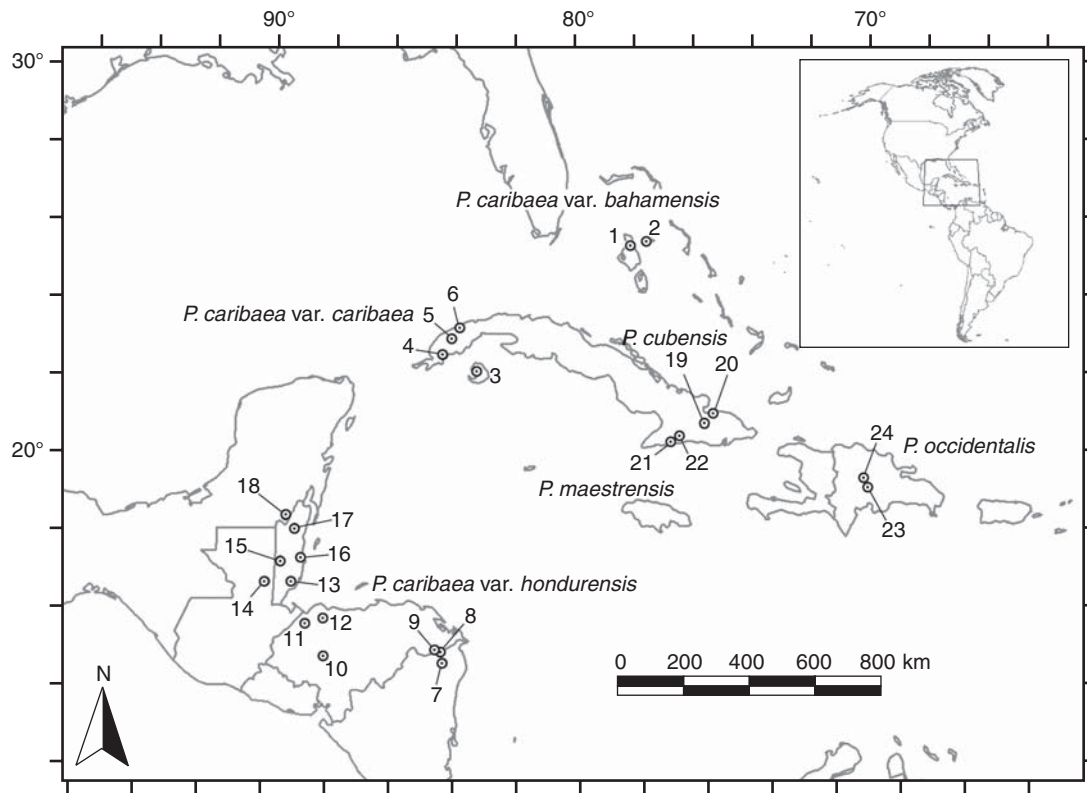 90° 80° 70°
30°
P. caribaea var. bahamensis
1 2
6
P. caribaea var. caribaea 5
4
3
P. cubensis
19 20
20°
21 22
24
P. occidentalis
P. maestrensis
23
18
17
15 16
14 13
P. caribaea var. hondurensis
11 12
9 8
10
7
0 200 400 600 800 km
N